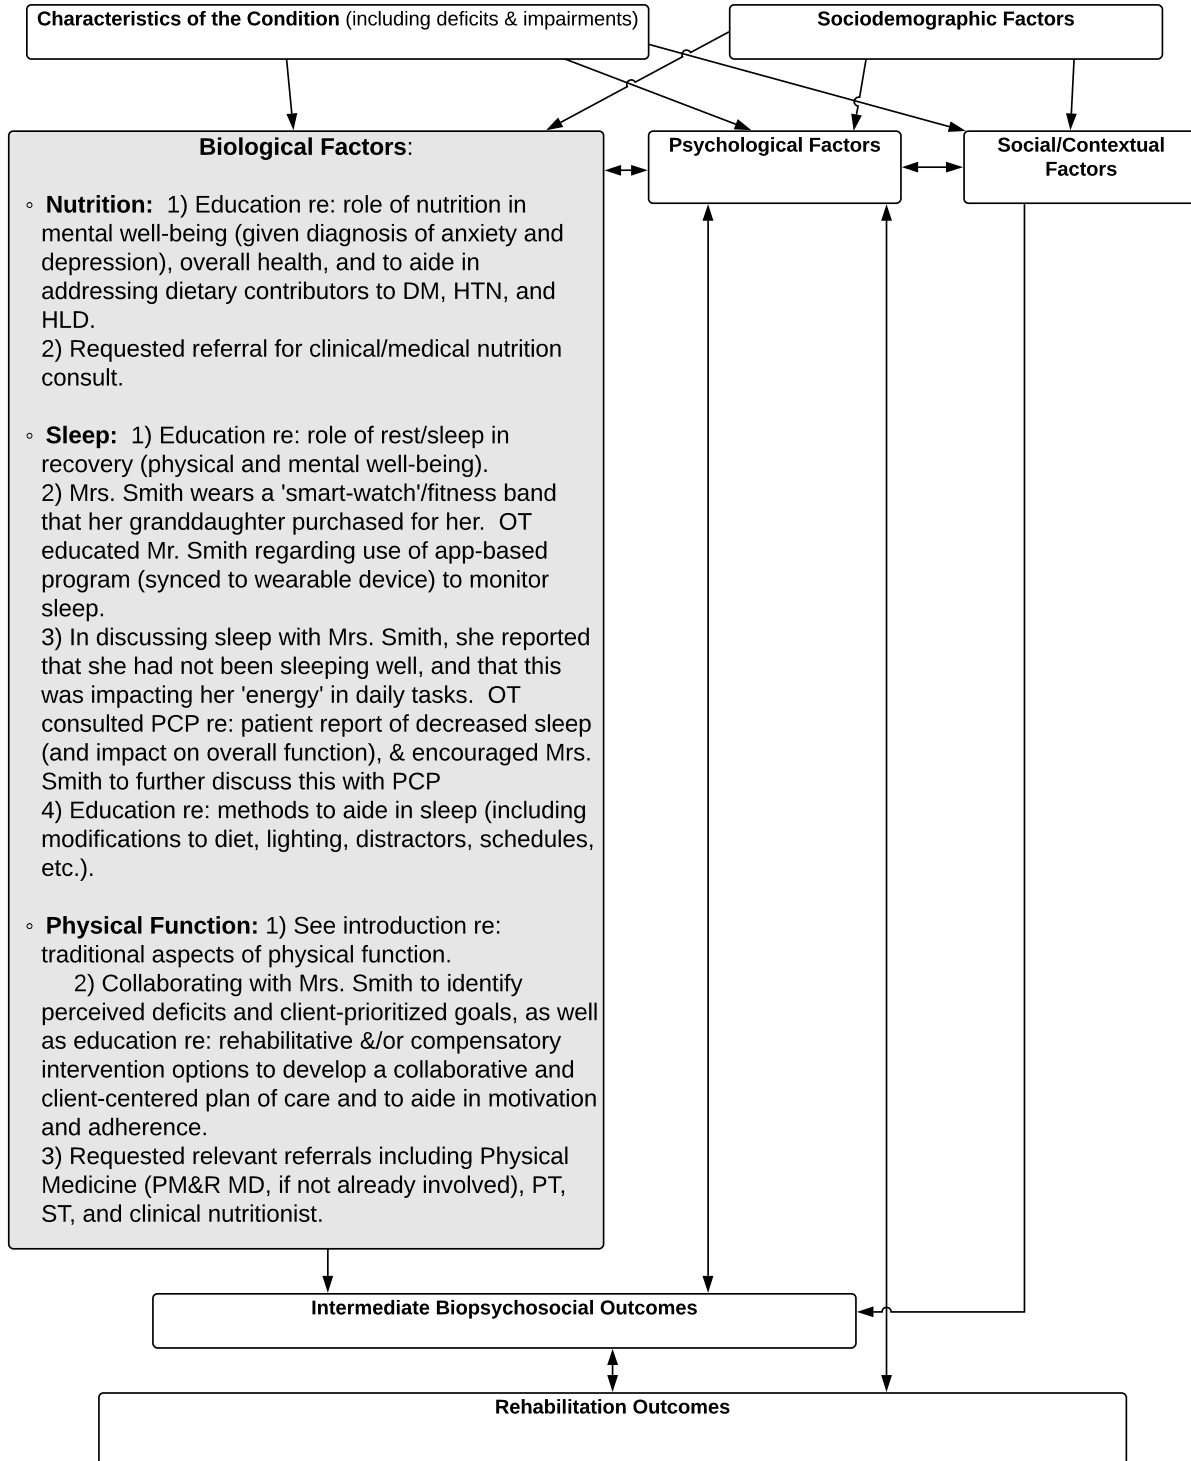 Characteristics of the Condition (including deficits & impairments)
Sociodemographic Factors
Biological Factors:
Psychological Factors
Social/Contextual
Factors
◦ Nutrition:  1) Education re: role of nutrition in
mental well-being (given diagnosis of anxiety and
depression), overall health, and to aide in
addressing dietary contributors to DM, HTN, and
HLD.
2) Requested referral for clinical/medical nutrition
consult.
◦ Sleep:  1) Education re: role of rest/sleep in
recovery (physical and mental well-being).
2) Mrs. Smith wears a 'smart-watch'/fitness band
that her granddaughter purchased for her.  OT
educated Mr. Smith regarding use of app-based
program (synced to wearable device) to monitor
sleep.
3) In discussing sleep with Mrs. Smith, she reported
that she had not been sleeping well, and that this
was impacting her 'energy' in daily tasks.  OT
consulted PCP re: patient report of decreased sleep
(and impact on overall function), & encouraged Mrs.
Smith to further discuss this with PCP
4) Education re: methods to aide in sleep (including
modifications to diet, lighting, distractors, schedules,
etc.).
◦ Physical Function: 1) See introduction re:
traditional aspects of physical function.
2) Collaborating with Mrs. Smith to identify
perceived deficits and client-prioritized goals, as well
as education re: rehabilitative &/or compensatory
intervention options to develop a collaborative and
client-centered plan of care and to aide in motivation
and adherence.
3) Requested relevant referrals including Physical
Medicine (PM&R MD, if not already involved), PT,
ST, and clinical nutritionist.
Intermediate Biopsychosocial Outcomes
Rehabilitation Outcomes